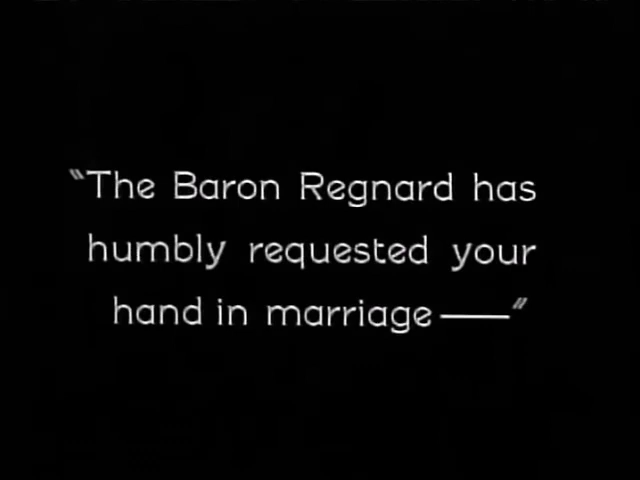 "The Baron Regnard has
humbly requested your
hand in marriage——"